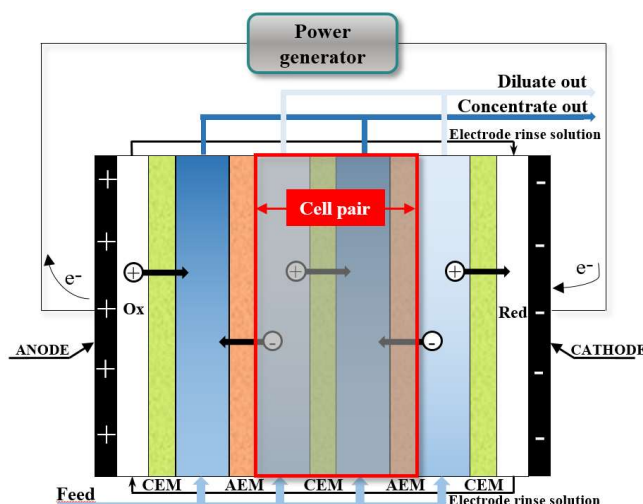 Power
generator
Diluate out
Concentrate out
Electrode rinse solution
+
-
Cell pair
+
-
+
+
+
-
e-
e-
Ox
Red
+
-
-
-
ANODE
CATHODE
+
-
+
-
CEM AEM CEM AEM CEM
Feed
Electrode rinse solution